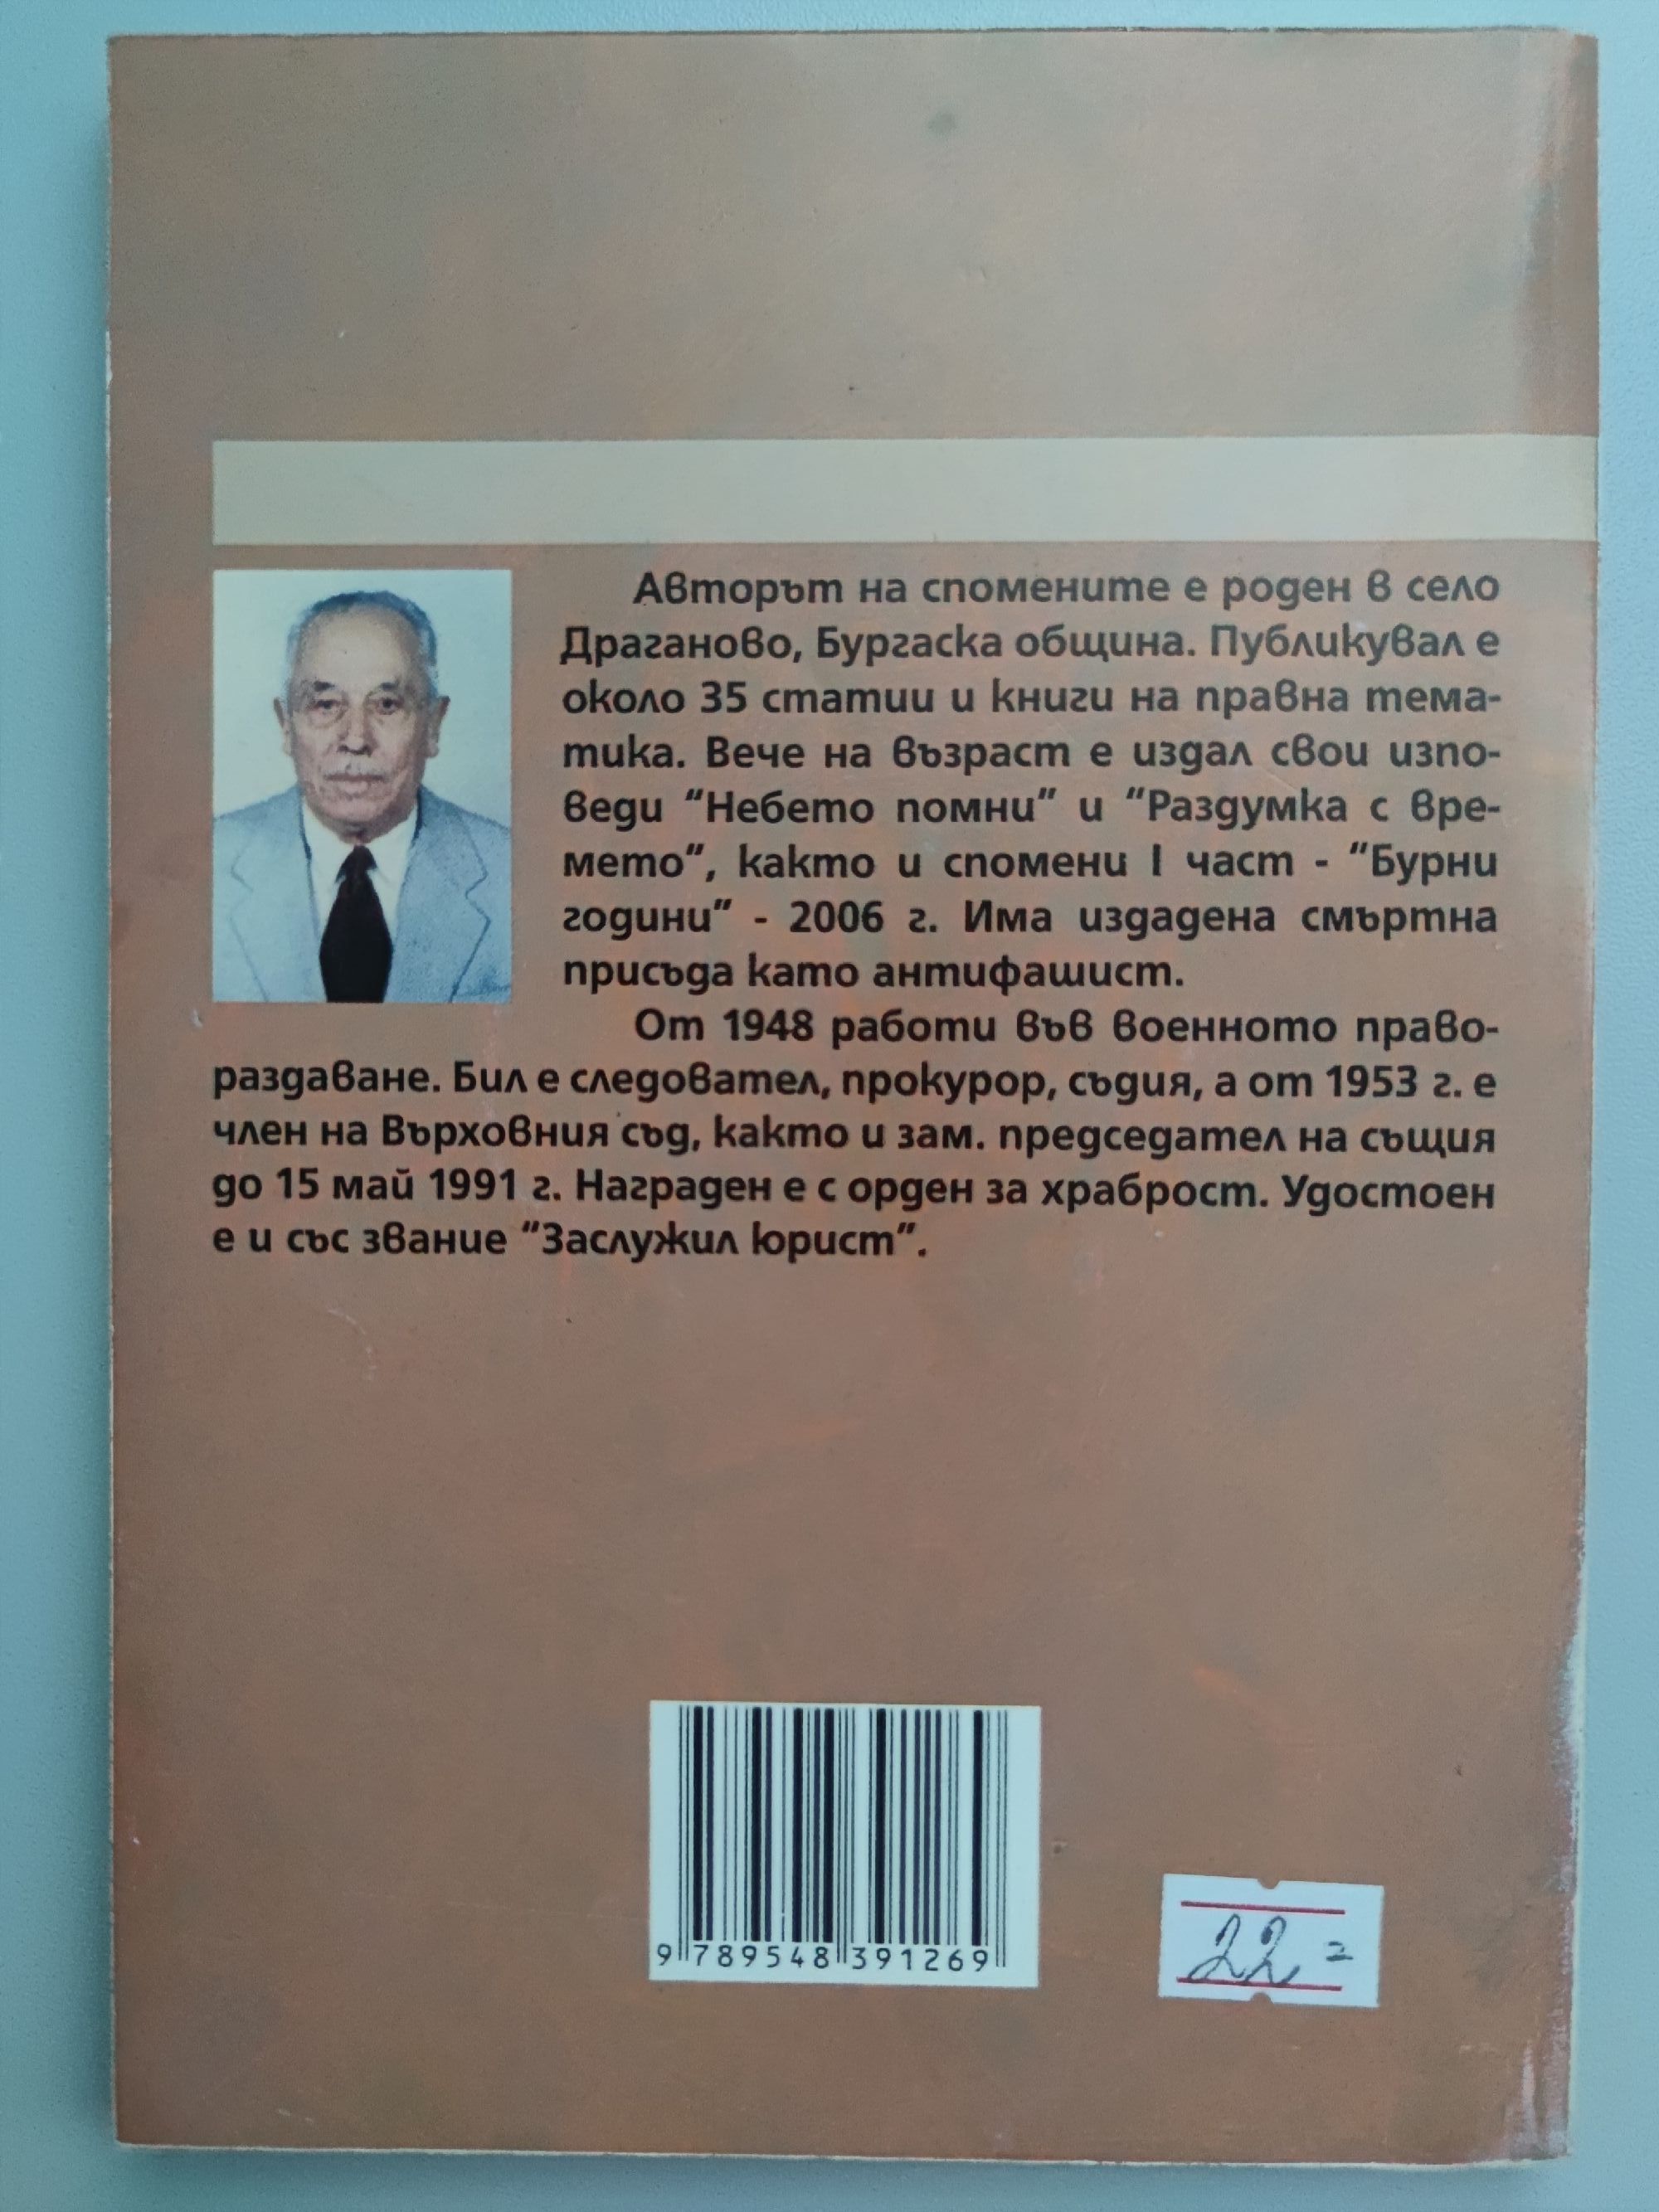 Авторът на спомените е роден в село
Драганово, Бургаска община. Публикувал е
около 35 статии и книги на правна тема-
тика. Вече на възраст е издал свои изпо-
веди “Небето помни” и “Раздумка с вре-
мето”, както и спомени I част - “Бурни
години” - 2006 г. Има издадена смъртна
присъда като антифашист.
От 1948 работи във военното право-
раздаване. Бил е следовател, прокурор, съдия, а от 1953 г. е
член на Върховния съд, както и зам. председател на същия
до 15 май 1991 г. Награден е с орден за храброст. Удостоен
е и със звание “Заслужил юрист”.
9 789548 391269
22=